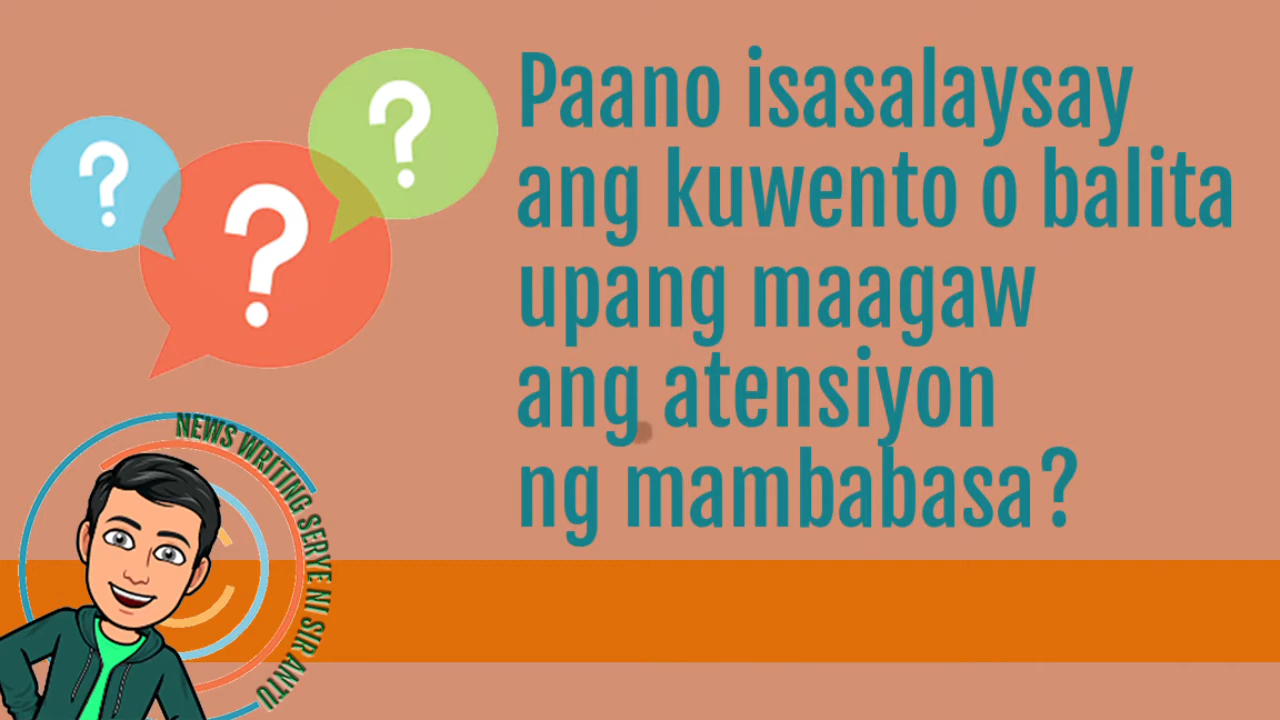 Paano isasalaysay
ang kuwento o balita
upang maagaw
ang atensiyon
ng mambabasa?
NEWS WRITING SERYE NI SIR ANTU